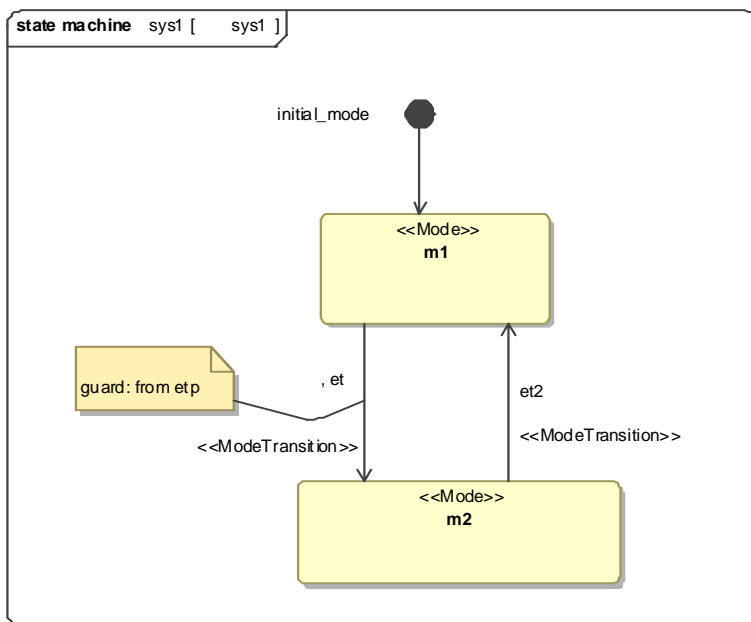 state machine sys1 [ sys1 ]
initial_mode
<<Mode>>
m1
, et
guard: from etp
et2
<<ModeTransition>>
<<ModeTransition>>
<<Mode>>
m2